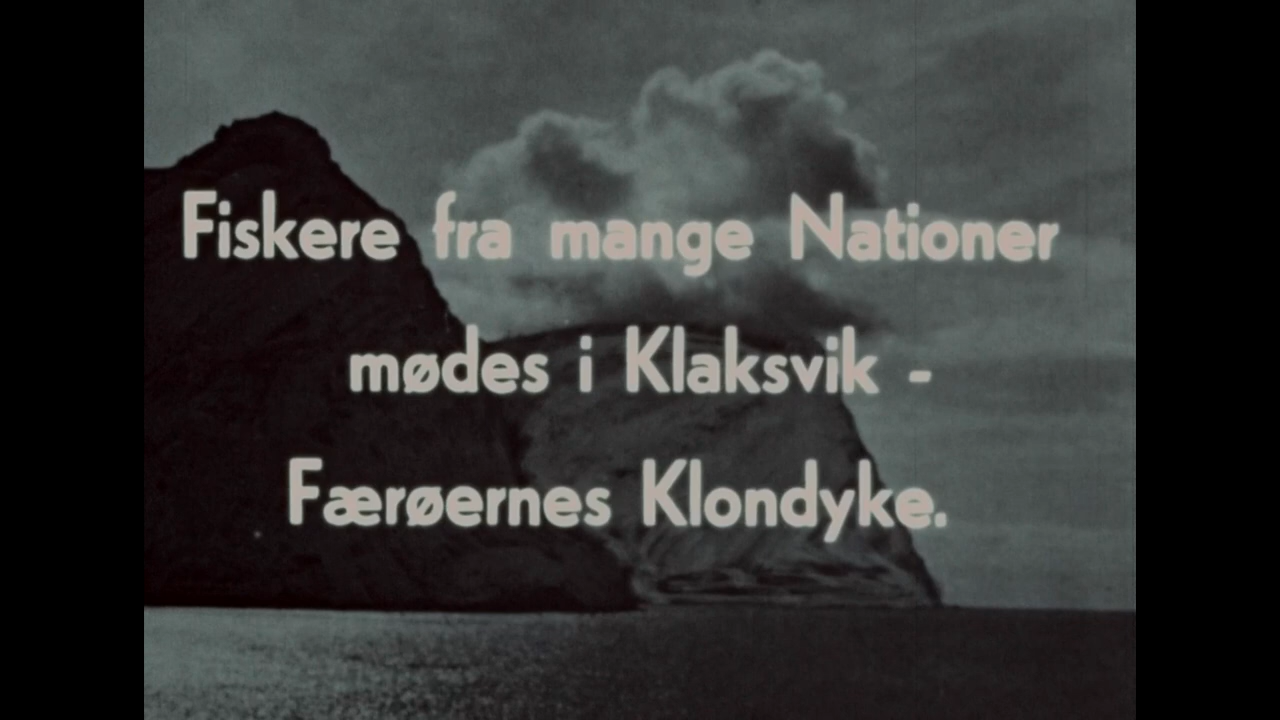 Fiskere fra mange Nationer
mødes i Klaksvik -
Færøernes Klondyke.